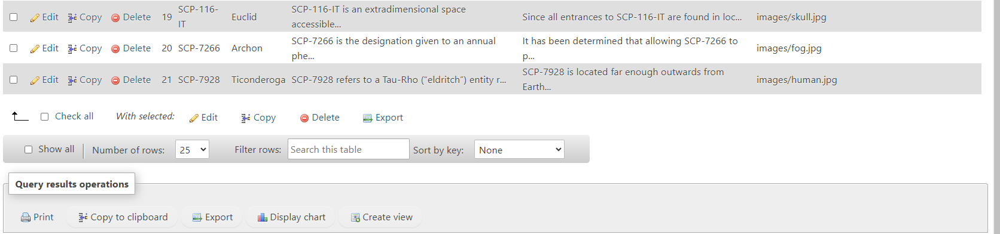 Edit Copy Delete 19 SCP-116-IT Euclid SCP-116-IT is an extradimensional space accessible... Since all entrances to SCP-116-IT are found in loc... images/skull.jpg
Edit Copy Delete 20 SCP-7266 Archon SCP-7266 is the designation given to an annual phe... It has been determined that allowing SCP-7266 to p... images/fog.jpg
Edit Copy Delete 21 SCP-7928 Ticonderoga SCP-7928 refers to a Tau-Rho (“eldritch”) entity r... SCP-7928 is located far enough outwards from Earth... images/human.jpg
Check all With selected: Edit Copy Delete Export
Show all Number of rows: 25 Filter rows: Search this table Sort by key: None
Query results operations
Print Copy to clipboard Export Display chart Create view